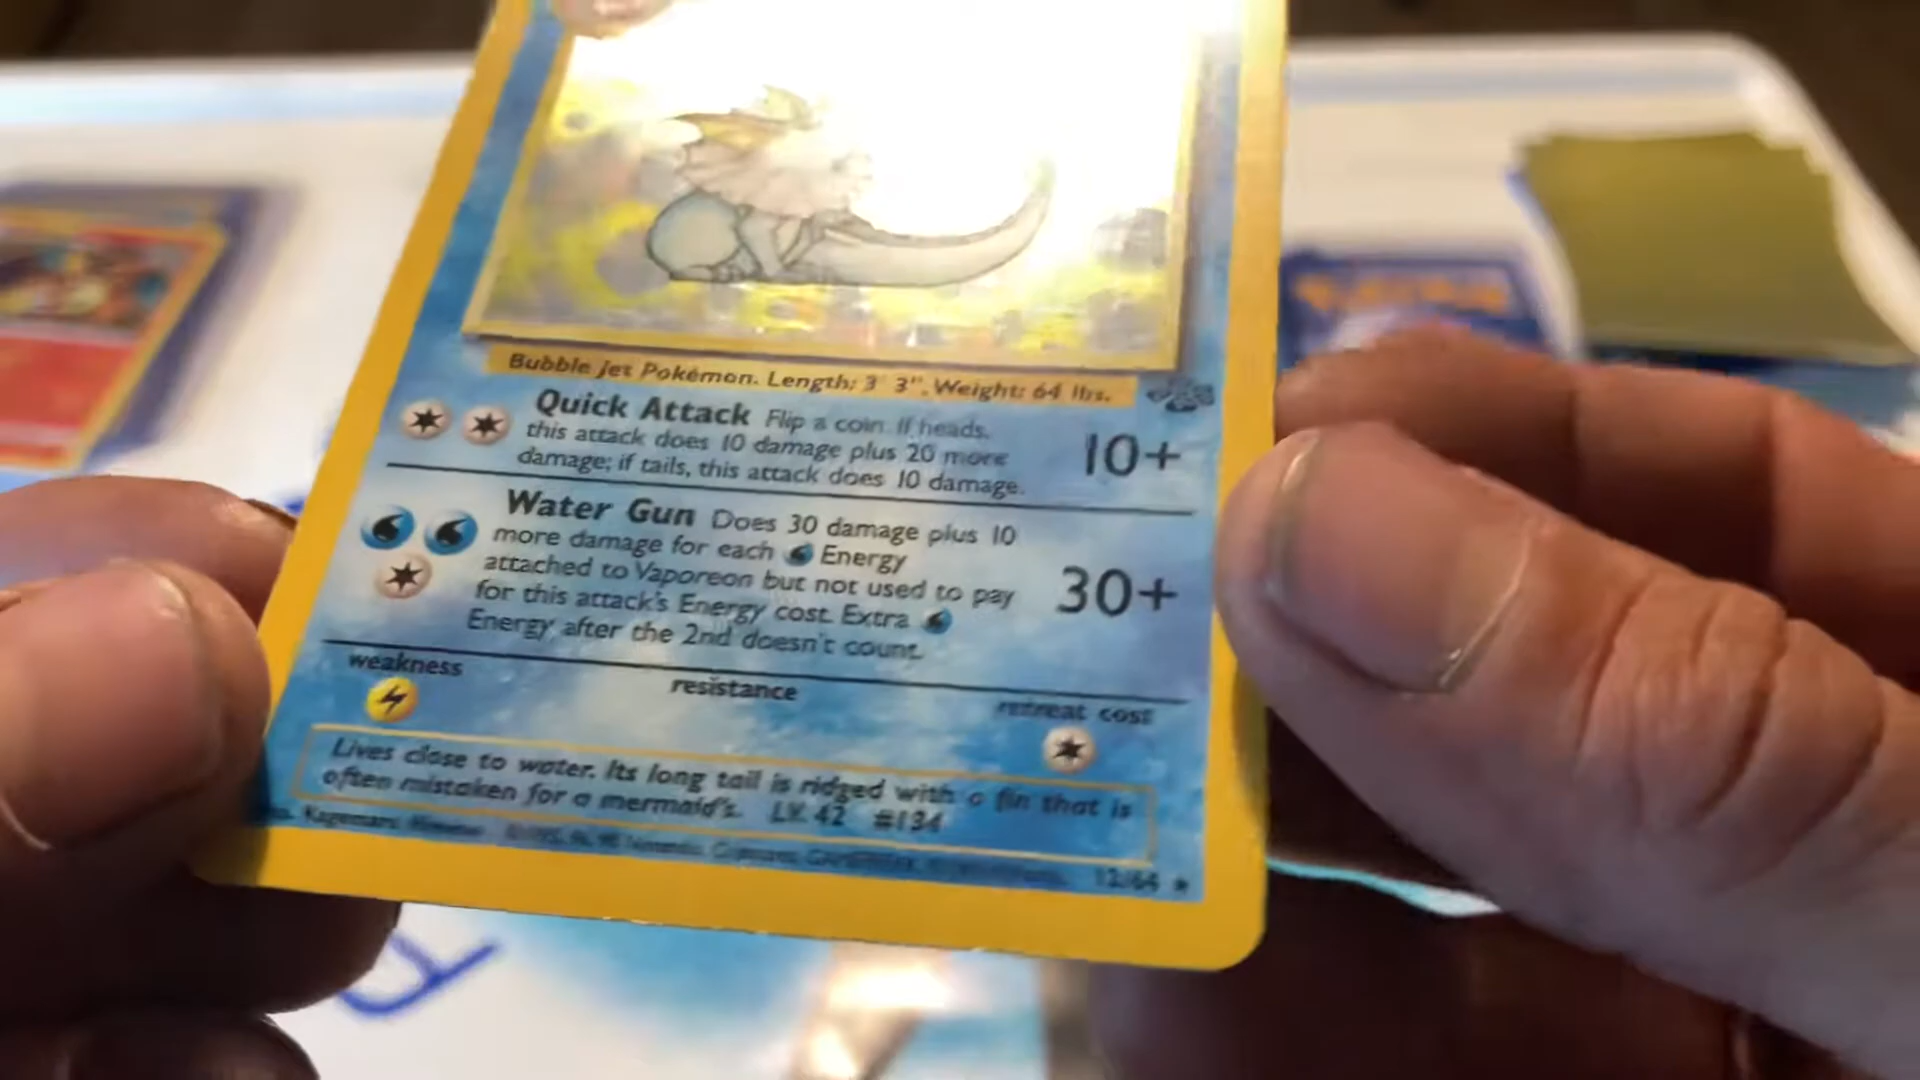 Bubble Jet Pokémon. Length: 3' 3", Weight: 64 lbs.
Quick Attack Flip a coin. If heads,
this attack does 10 damage plus 20 more
damage; if tails, this attack does 10 damage.
10+
Water Gun Does 30 damage plus 10
more damage for each Energy
attached to Vaporeon but not used to pay
for this attack's Energy cost. Extra
Energy after the 2nd doesn't count.
30+
weakness
resistance
retreat cost
Lives close to water. Its long tail is ridged with a fin that is
often mistaken for a mermaid's. LV. 42 #134
12/64